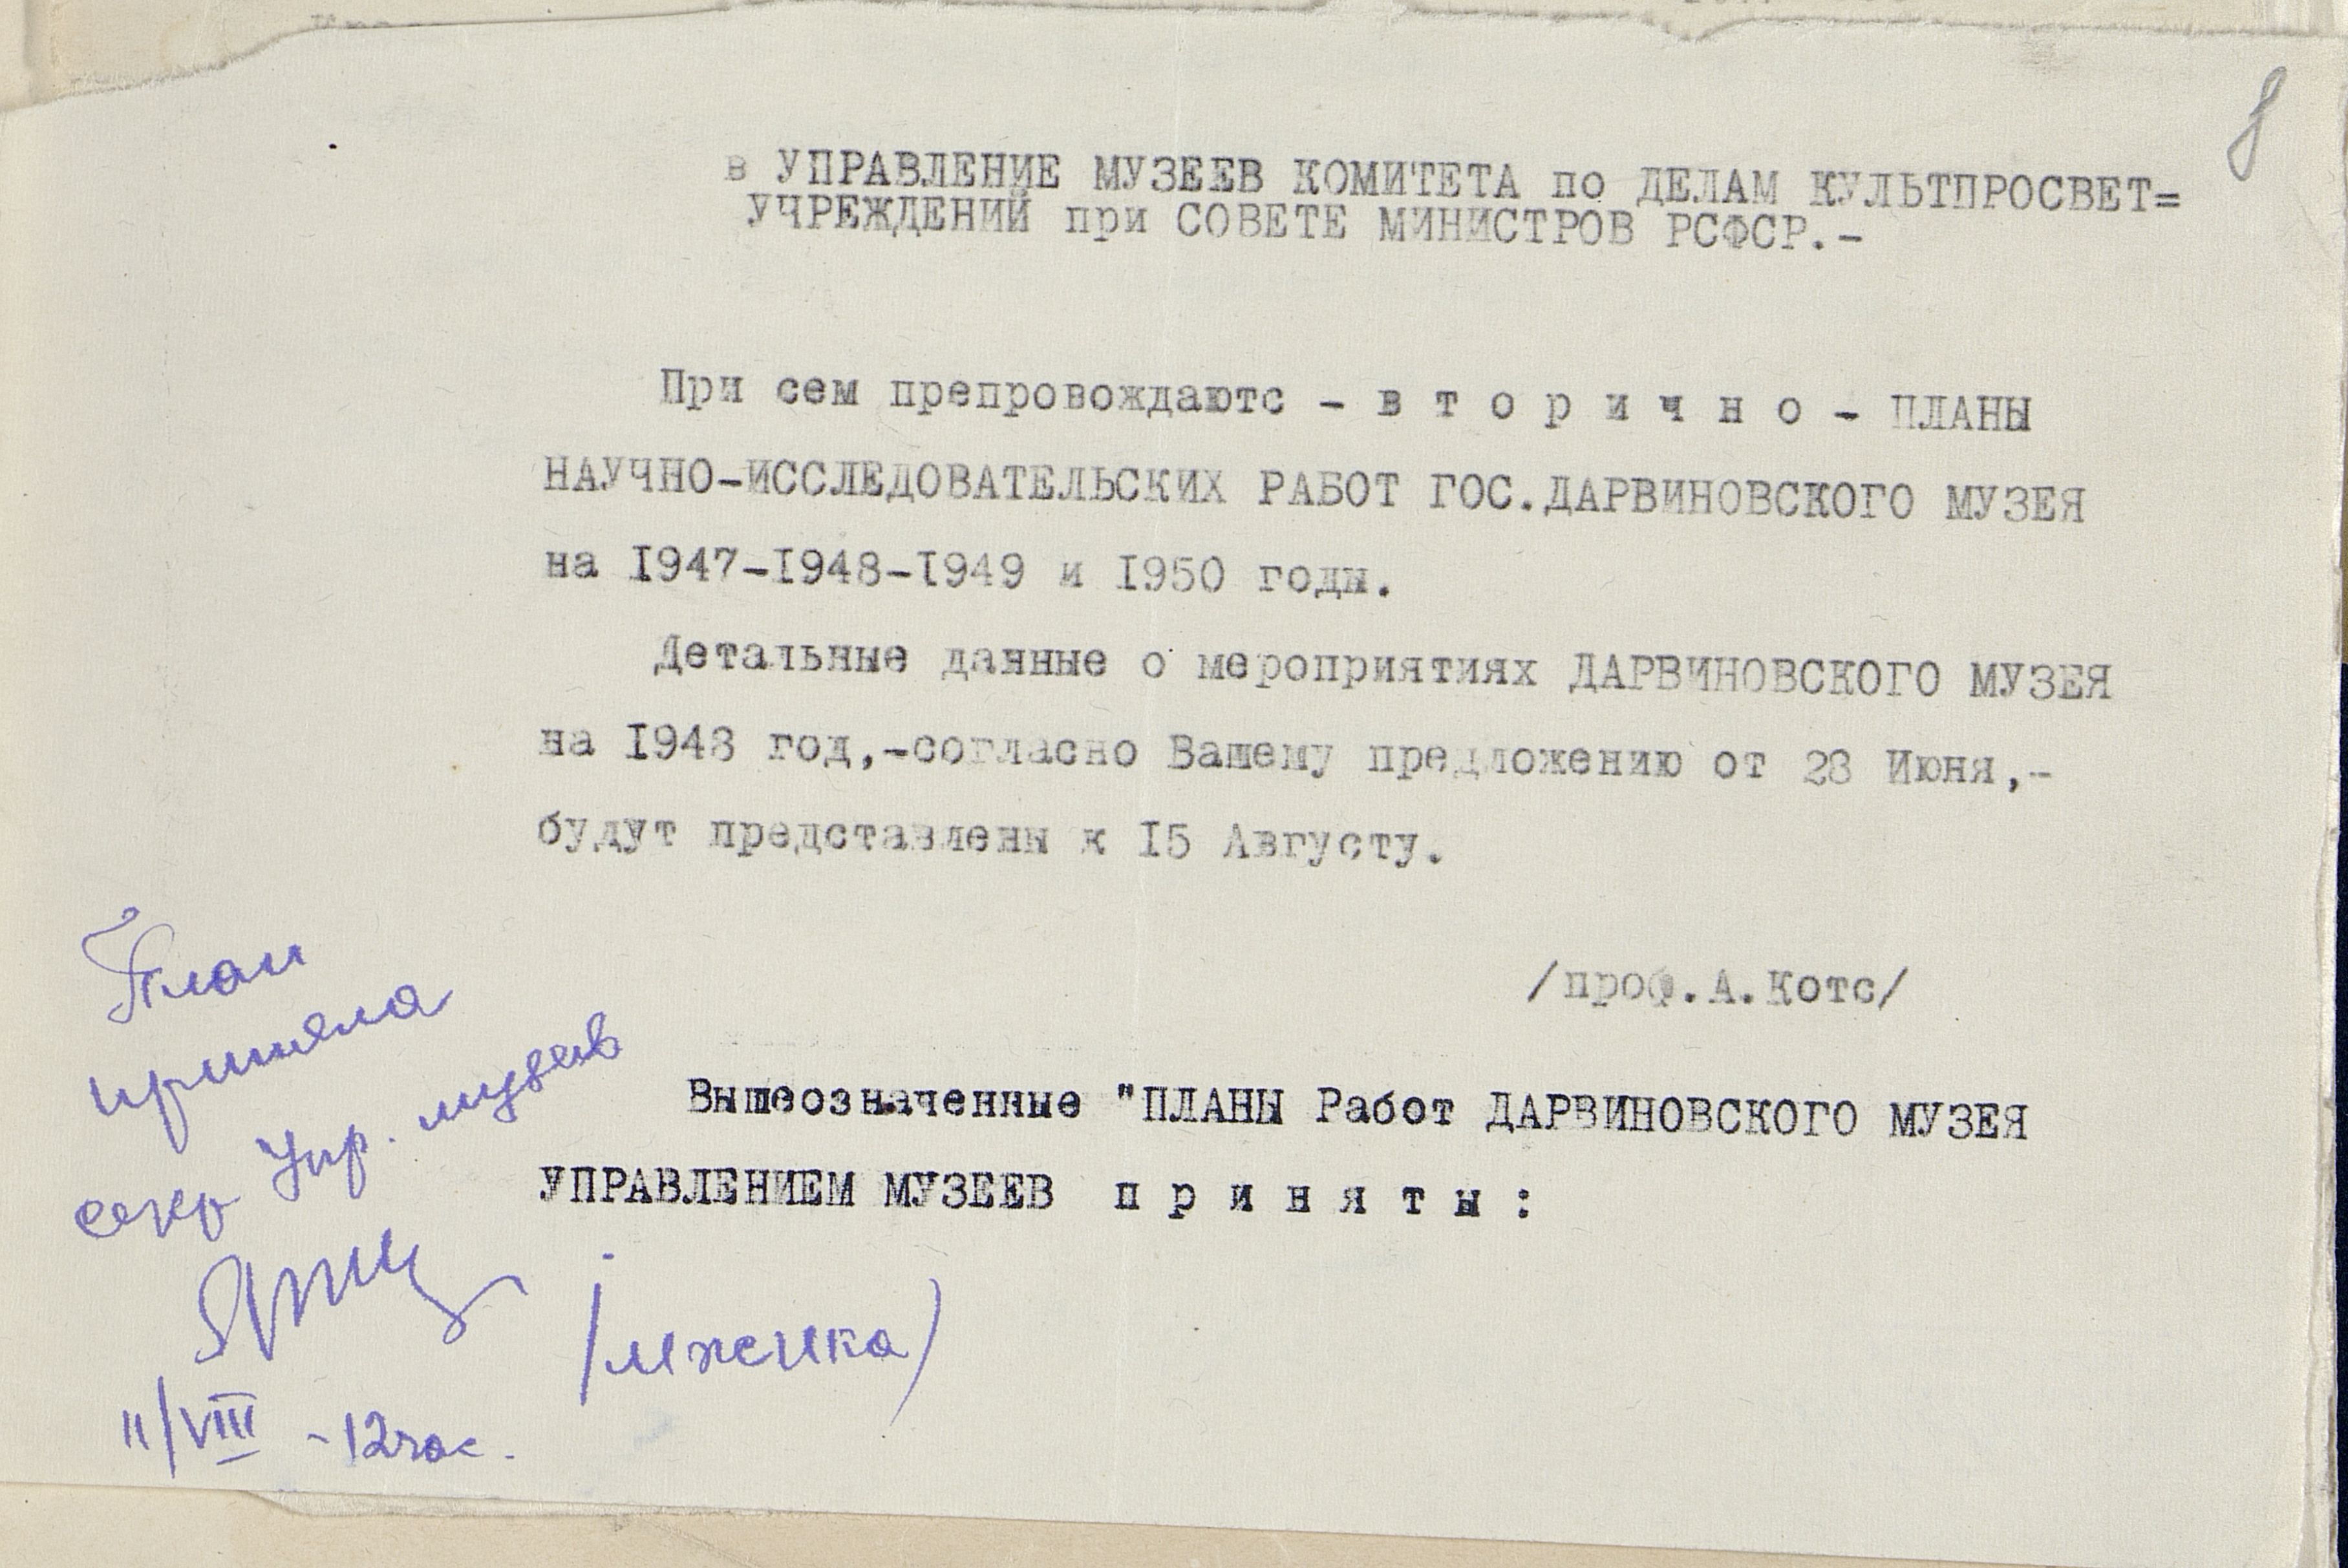 8
в УПРАВЛЕНИЕ МУЗЕЕВ КОМИТЕТА по ДЕЛАМ КУЛЬТПРОСВЕТ=
УЧРЕЖДЕНИЙ при СОВЕТЕ МИНИСТРОВ РСФСР.-
При сем препровождаютс - в т о р и ч н о - ПЛАНЫ
НАУЧНО-ИССЛЕДОВАТЕЛЬСКИХ РАБОТ ГОС.ДАРВИНОВСКОГО МУЗЕЯ
на I947-I948-I949 и I950 годы.
Детальные данные о мероприятиях ДАРВИНОВСКОГО МУЗЕЯ
на I948 год,-согласно Вашему предложению от 28 Июня,-
будут представлены к I5 Августу.
/проф.А.Котс/
Вышеозначенные "ПЛАНЫ Работ ДАРВИНОВСКОГО МУЗЕЯ
УПРАВЛЕНИЕМ МУЗЕЕВ п р и н я т ы :
План
приняла
секр Упр. музеев
11/VIII - 12 час.